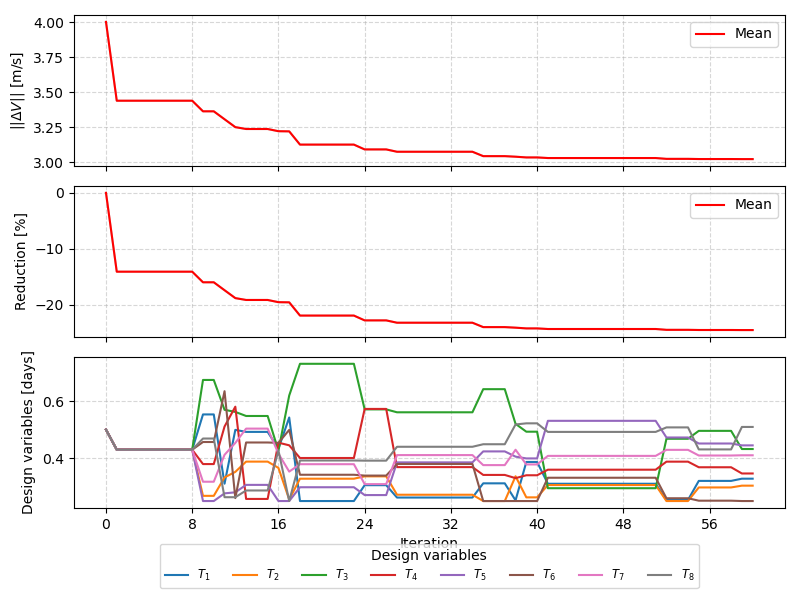 4.00
3.75
3.50
3.25
3.00
||ΔV|| [m/s]
Mean
0
−10
−20
Reduction [%]
Mean
0.6
0.4
Design variables [days]
0 8 16 24 32 40 48 56
Iteration
Design variables
T1 T2 T3 T4 T5 T6 T7 T8